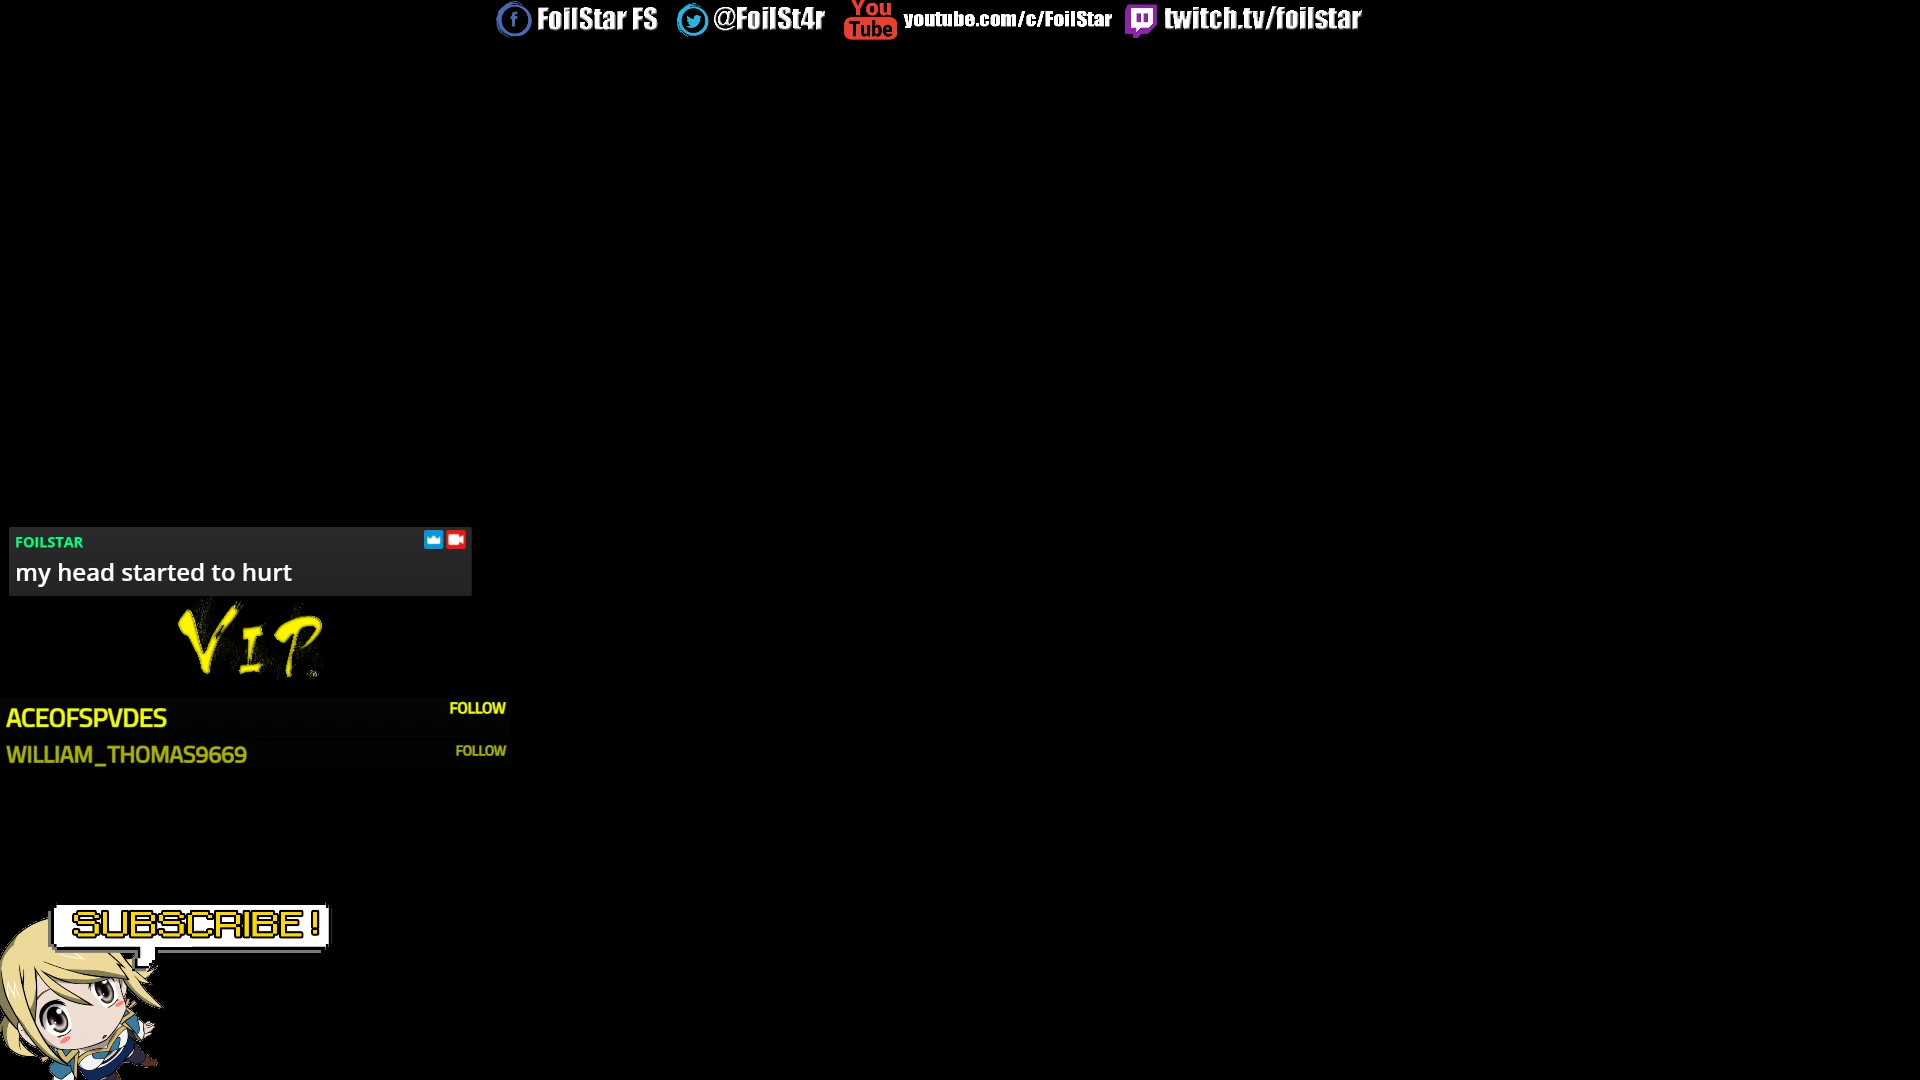 FoilStar FS @FoilSt4r You Tube youtube.com/c/FoilStar twitch.tv/foilstar
FOILSTAR
my head started to hurt
VIP
ACEOFSPVDES FOLLOW
WILLIAM_THOMAS9669 FOLLOW
SUBSCRIBE!